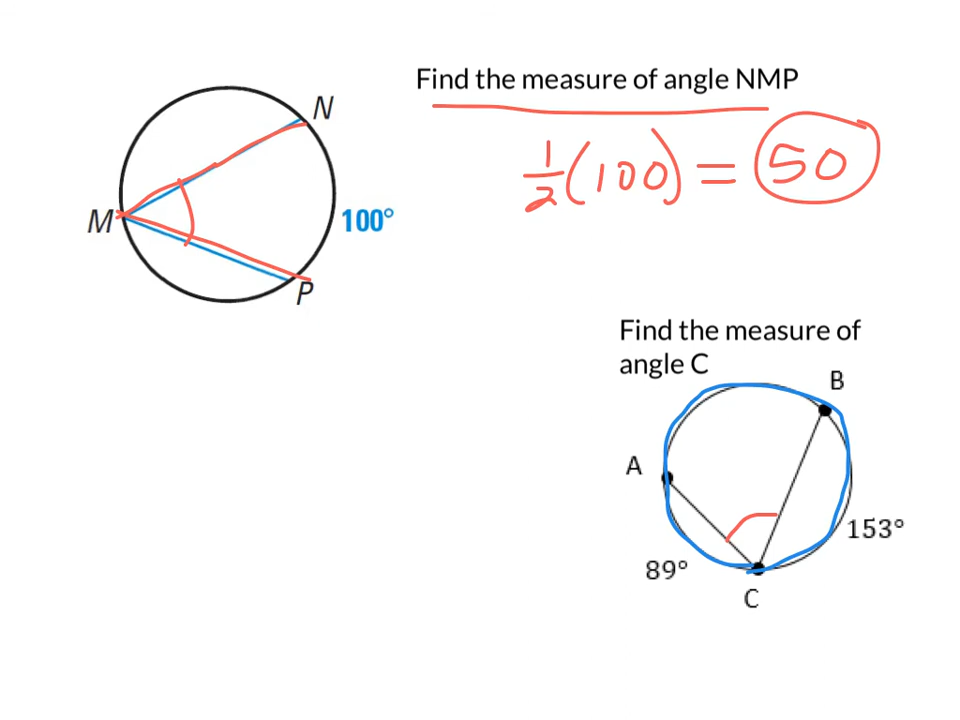 Find the measure of angle NMP
N
M
100°
P
1/2(100) = 50
Find the measure of
angle C
B
A
153°
89°
C